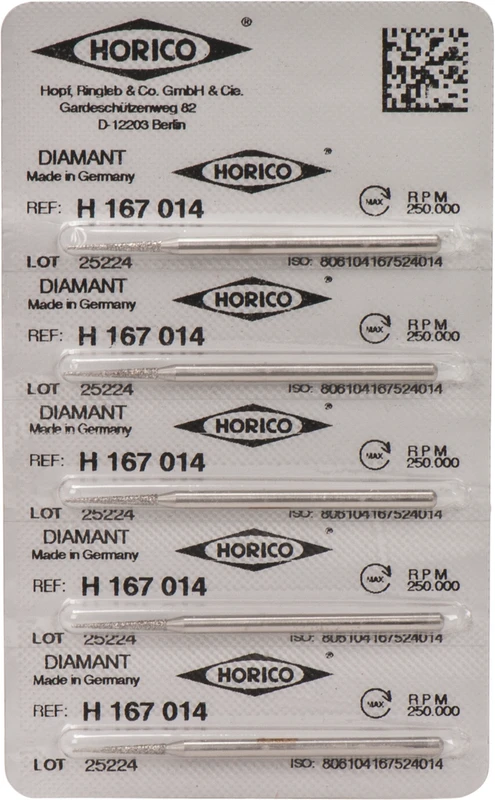 HORICO ®
Hopf, Ringleb & Co. GmbH & Cie.
Gardeschützenweg 82
D-12203 Berlin
DIAMANT HORICO ®
Made in Germany
REF: H 167 014 MAX RPM 250.000
LOT 25224 ISO: 806104167524014
DIAMANT HORICO ®
Made in Germany
REF: H 167 014 MAX RPM 250.000
LOT 25224 ISO: 806104167524014
DIAMANT HORICO ®
Made in Germany
REF: H 167 014 MAX RPM 250.000
LOT 25224 ISO: 806104167524014
DIAMANT HORICO ®
Made in Germany
REF: H 167 014 MAX RPM 250.000
LOT 25224 ISO: 806104167524014
DIAMANT HORICO ®
Made in Germany
REF: H 167 014 MAX RPM 250.000
LOT 25224 ISO: 806104167524014